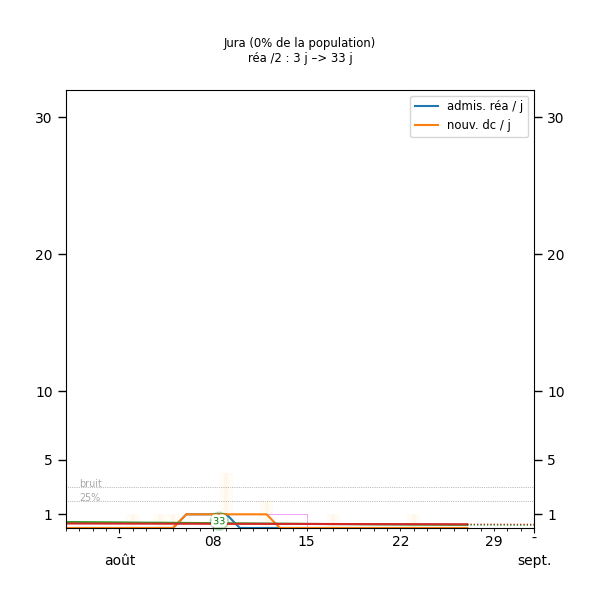 Jura (0% de la population)
réa /2 : 3 j –> 33 j
admis. réa / j
nouv. dc / j
30 30
20 20
10 10
5 5
bruit
25%
1 1
33
- 08 15 22 29 -
août sept.